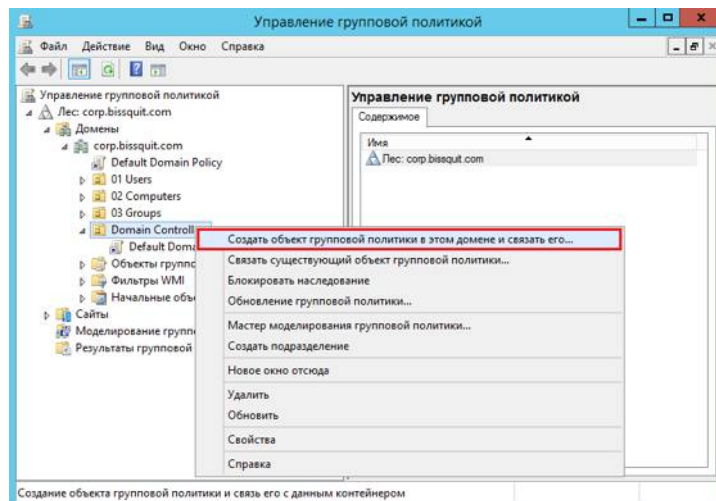 Управление групповой политикой
Файл Действие Вид Окно Справка
Управление групповой политикой
Лес: corp.bissquit.com
Домены
corp.bissquit.com
Default Domain Policy
01 Users
02 Computers
03 Groups
Domain Controll
Default Doma
Объекты группс
Фильтры WMI
Начальные объе
Сайты
Моделирование группс
Результаты групповой
Управление групповой политикой
Содержимое
Имя
Лес: corp.bissquit.com
Создать объект групповой политики в этом домене и связать его...
Связать существующий объект групповой политики...
Блокировать наследование
Обновление групповой политики...
Мастер моделирования групповой политики...
Создать подразделение
Новое окно отсюда
Удалить
Обновить
Свойства
Справка
Создание объекта групповой политики и связь его с данным контейнером